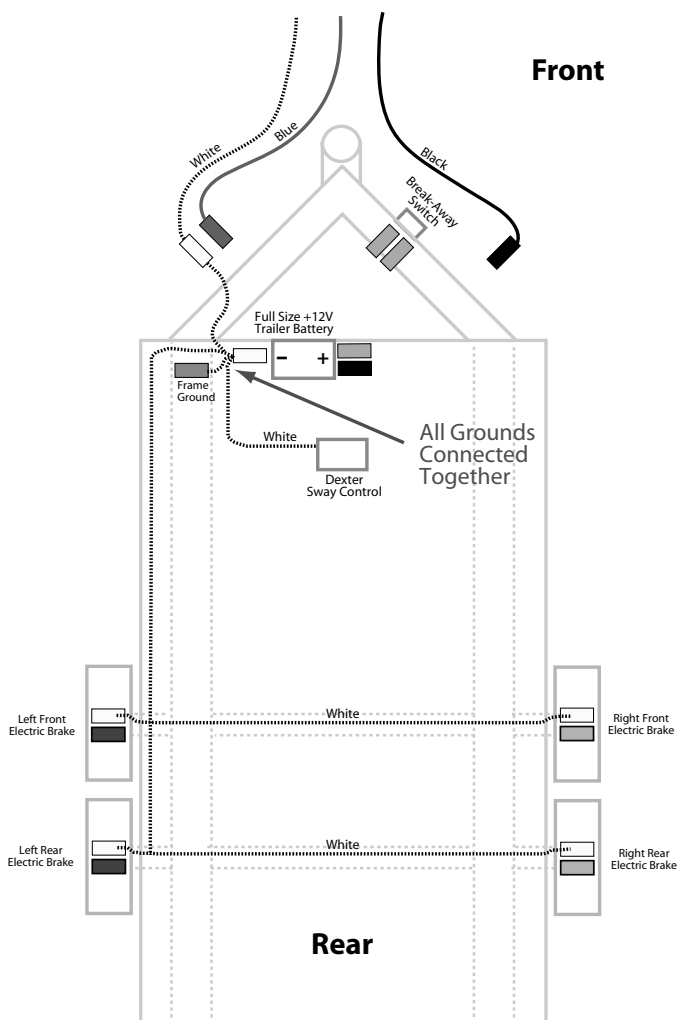 Front
White
Blue
Black
Break-Away
Switch
Full Size +12V
Trailer Battery
− +
Frame
Ground
White
All Grounds
Connected
Together
Dexter
Sway Control
Left Front
Electric Brake
White
Right Front
Electric Brake
Left Rear
Electric Brake
White
Right Rear
Electric Brake
Rear